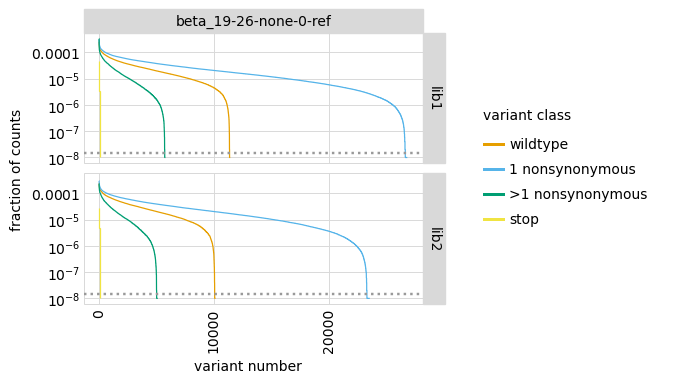 beta_19-26-none-0-ref
0.0001
10⁻⁵
10⁻⁶
10⁻⁷
10⁻⁸
lib1
0.0001
10⁻⁵
10⁻⁶
10⁻⁷
10⁻⁸
lib2
fraction of counts
0
10000
20000
variant number
variant class
wildtype
1 nonsynonymous
>1 nonsynonymous
stop